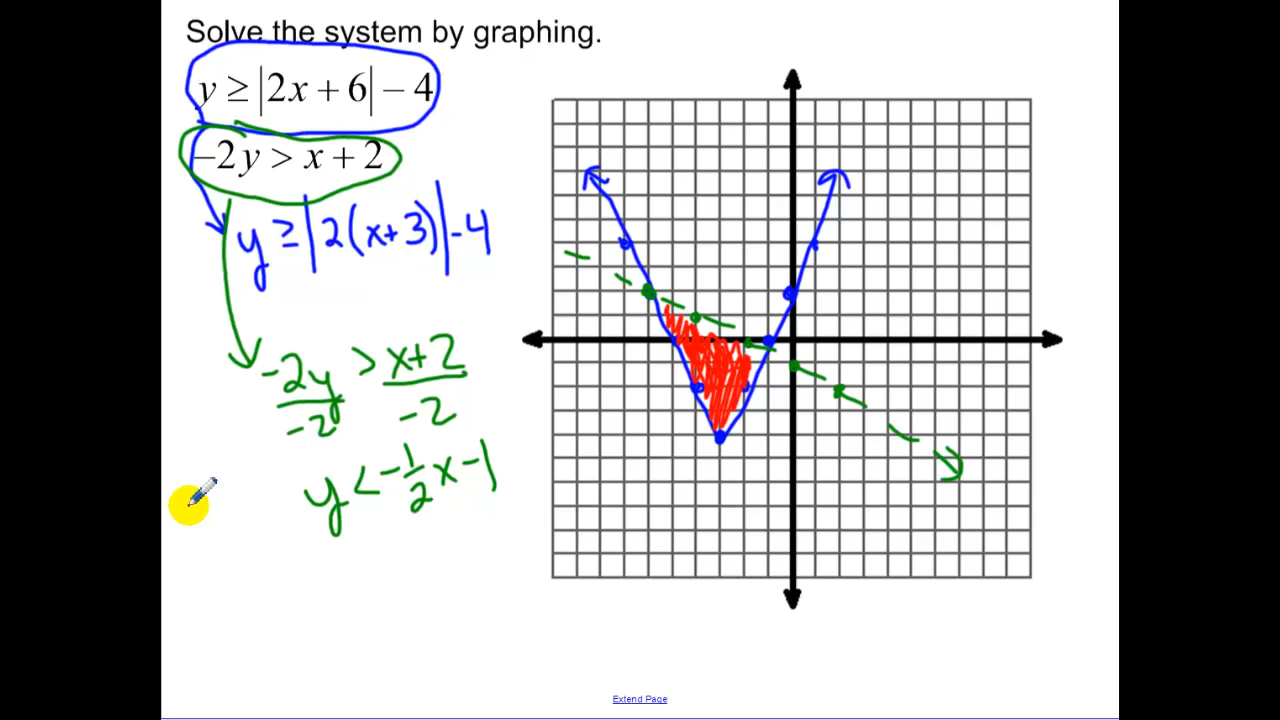 Solve the system by graphing.
y ≥ |2x + 6| − 4
−2y > x + 2
y ≥ |2(x+3)| -4
-2y > x+2
-2 -2
y < -1/2 x -1
Extend Page